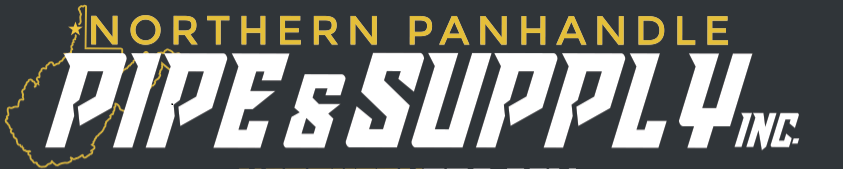 NORTHERN PANHANDLE
PIPE & SUPPLY INC.